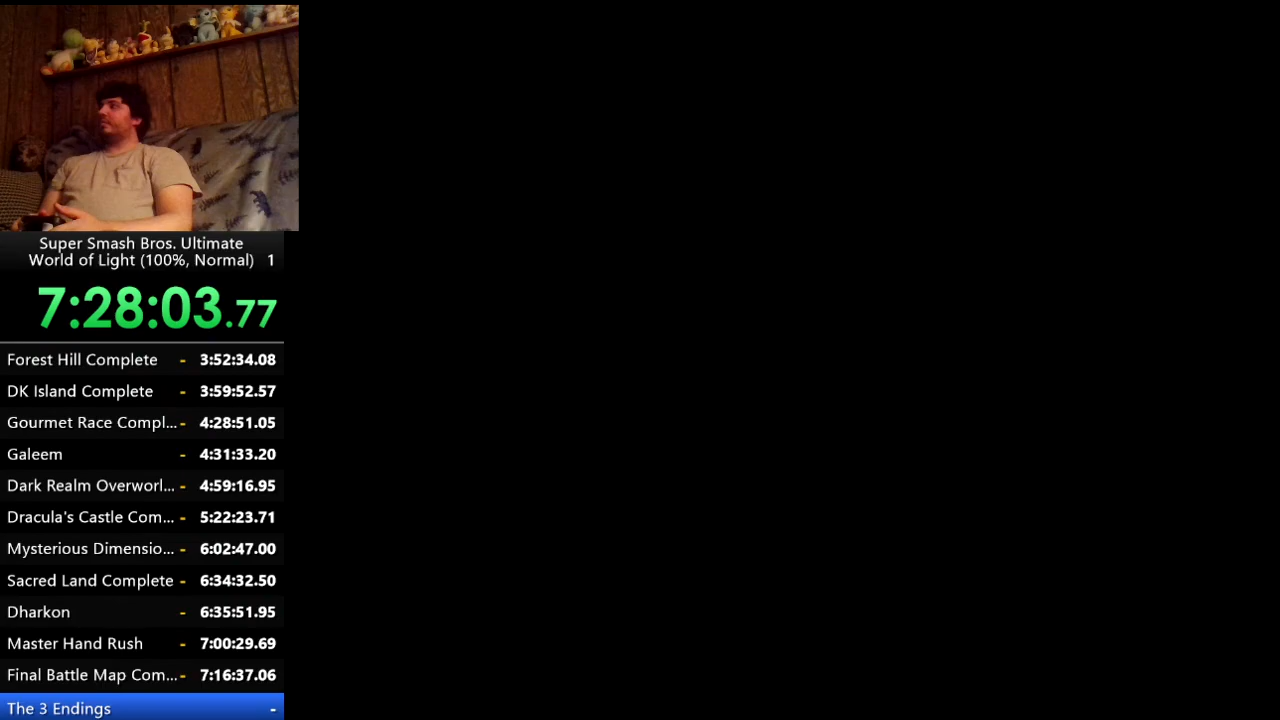 Super Smash Bros. Ultimate
World of Light (100%, Normal) 1
7:28:03.77
Forest Hill Complete - 3:52:34.08
DK Island Complete - 3:59:52.57
Gourmet Race Compl... - 4:28:51.05
Galeem - 4:31:33.20
Dark Realm Overworl... - 4:59:16.95
Dracula's Castle Com... - 5:22:23.71
Mysterious Dimensio... - 6:02:47.00
Sacred Land Complete - 6:34:32.50
Dharkon - 6:35:51.95
Master Hand Rush - 7:00:29.69
Final Battle Map Com... - 7:16:37.06
The 3 Endings -